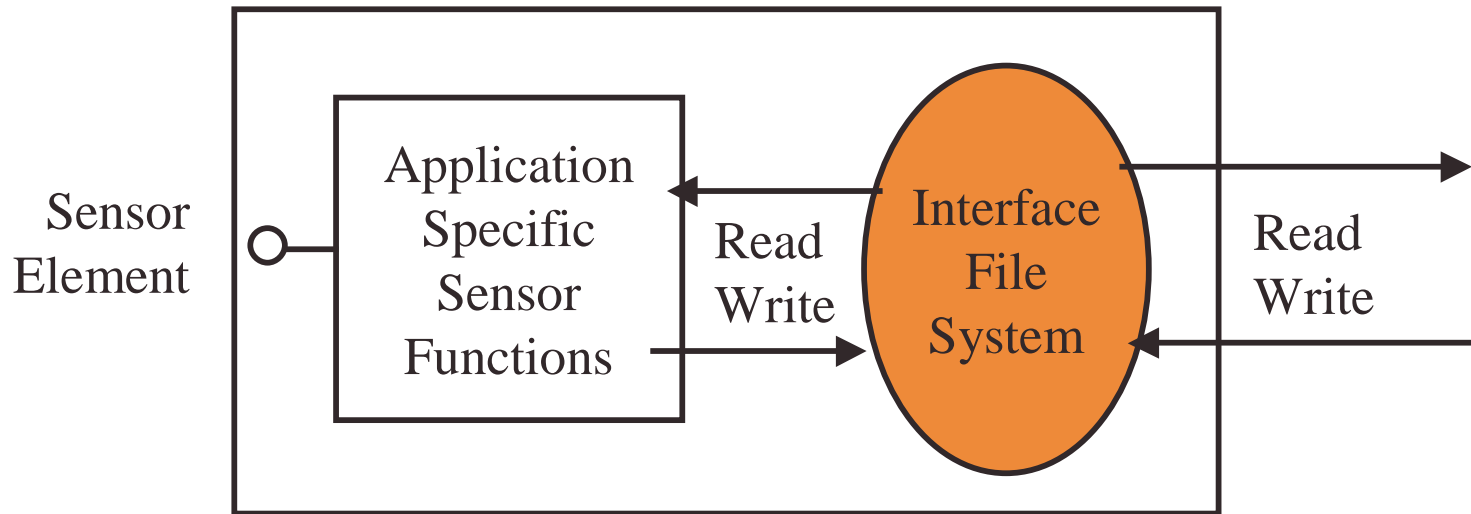 Sensor
Element
Application
Specific
Sensor
Functions
Read
Write
Interface
File
System
Read
Write